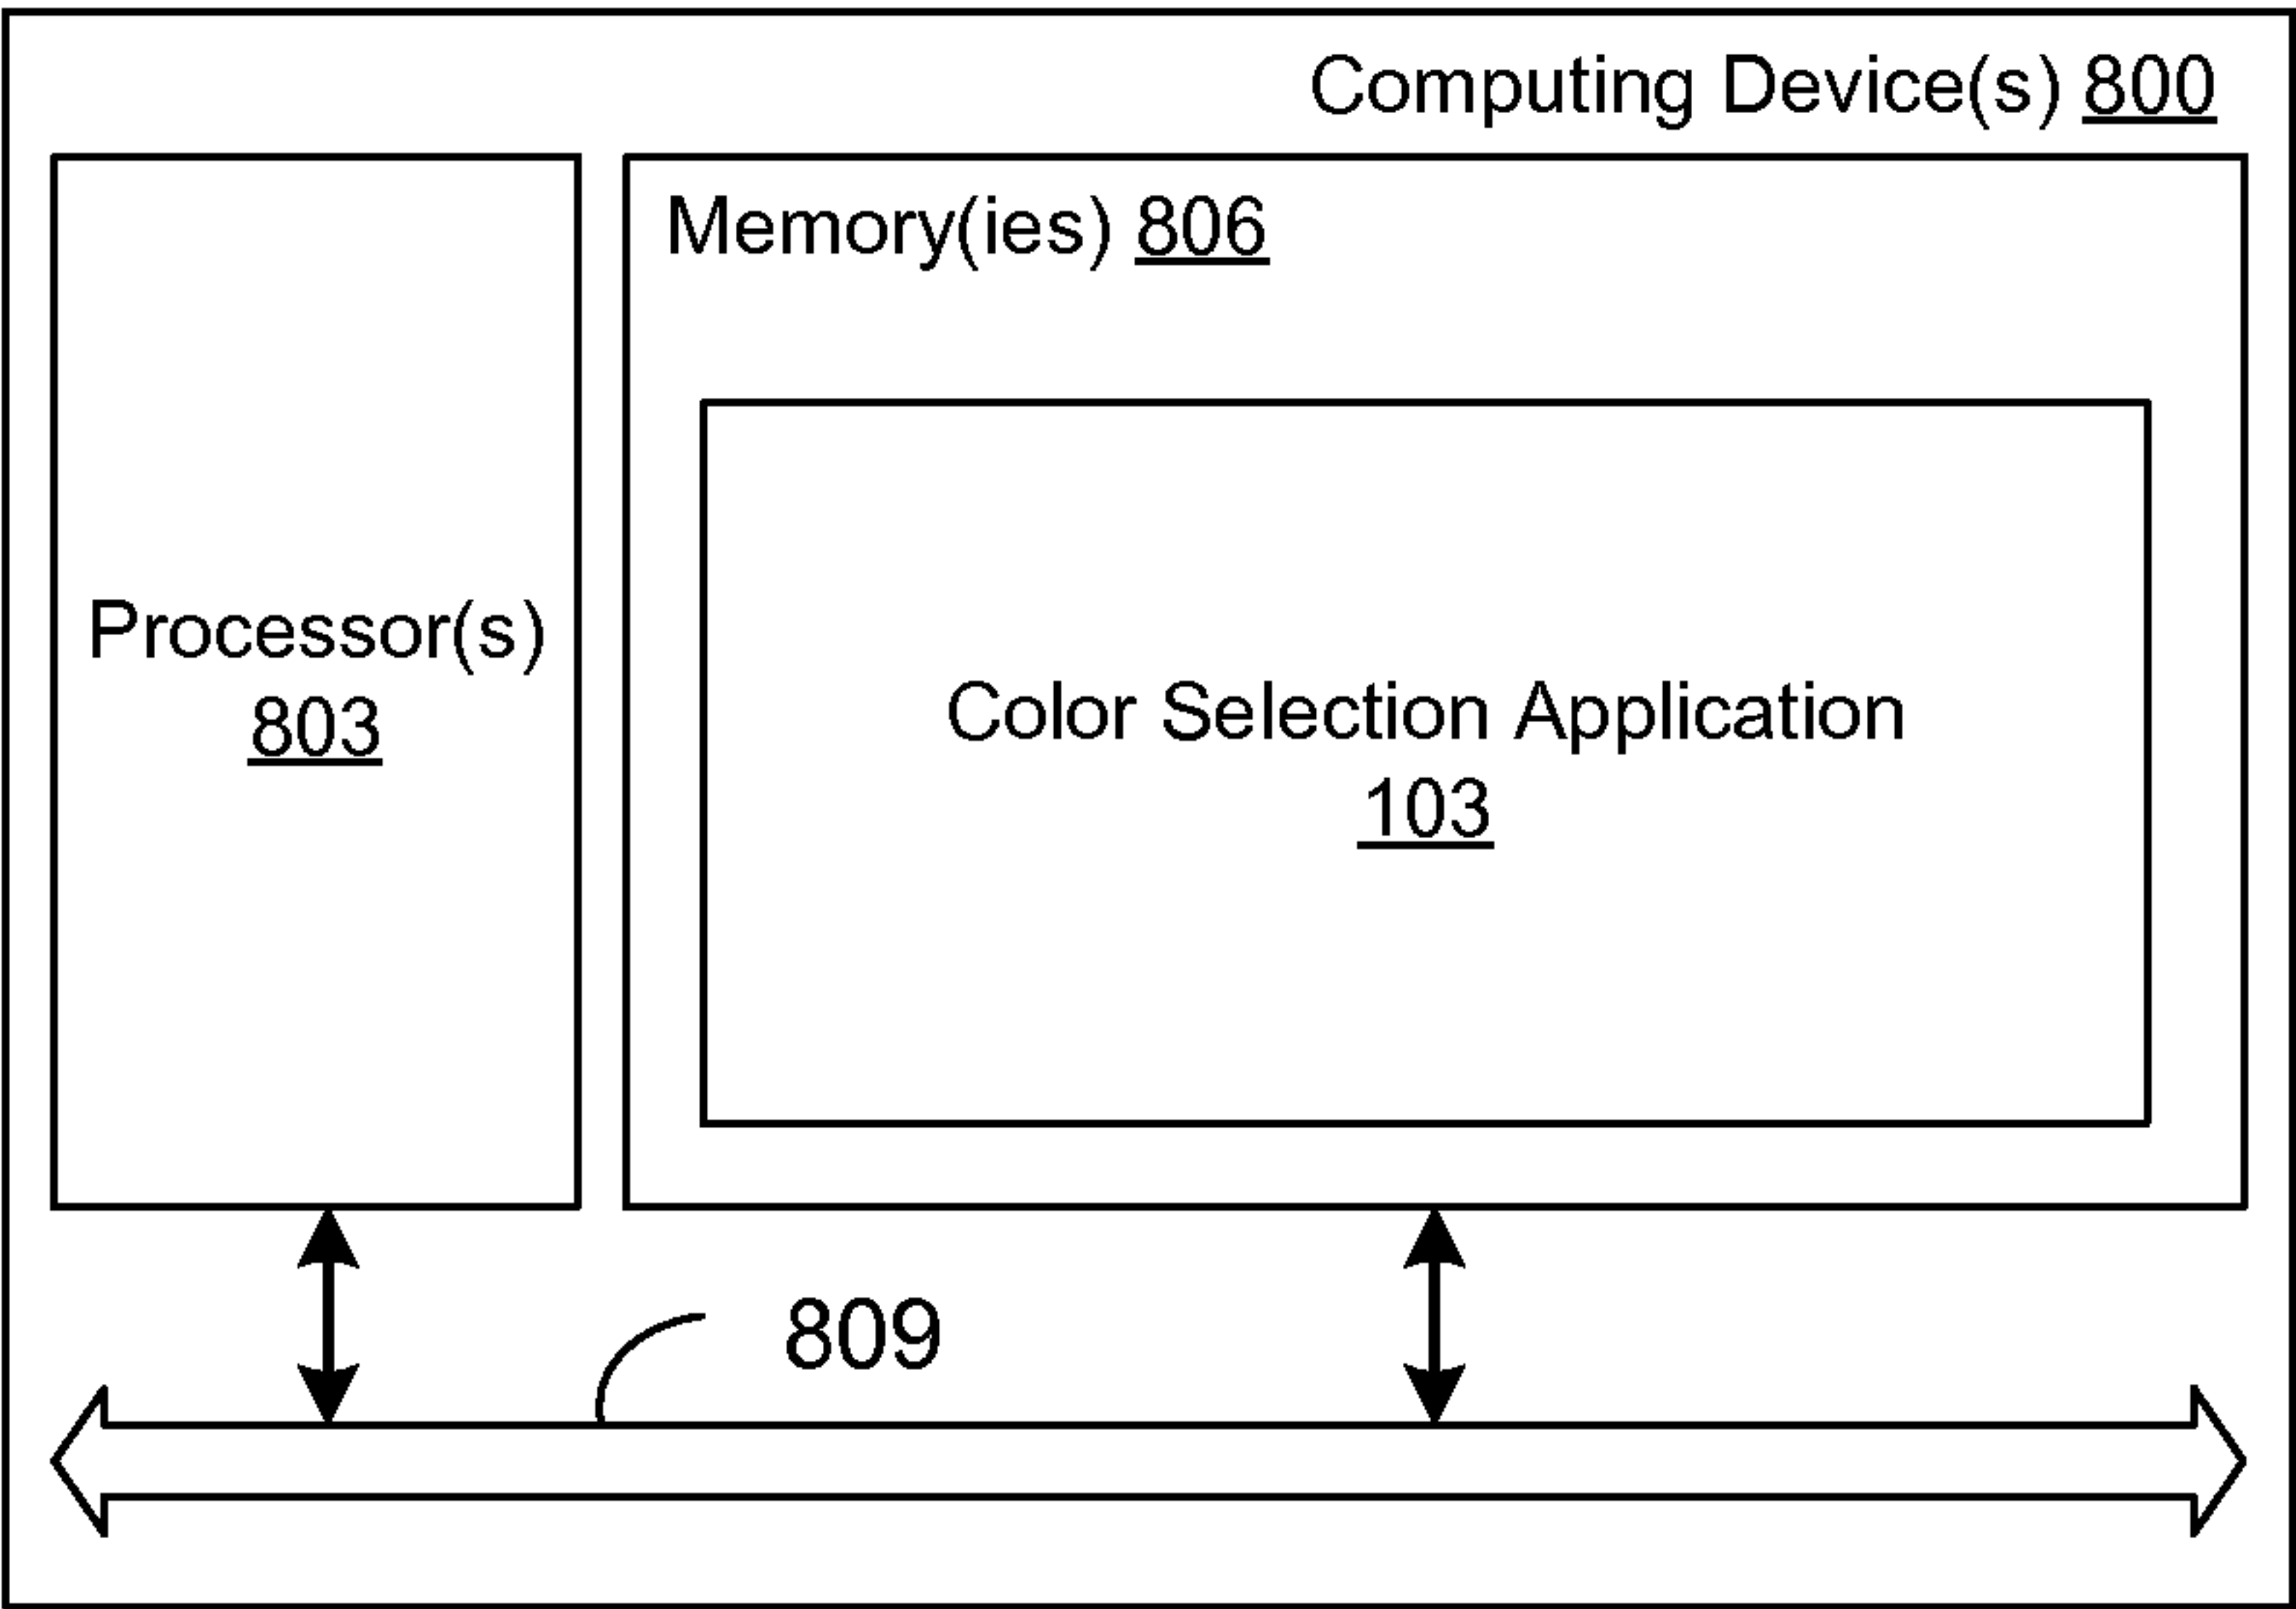 Computing Device(s) 800
Memory(ies) 806
Processor(s)
803
Color Selection Application
103
809